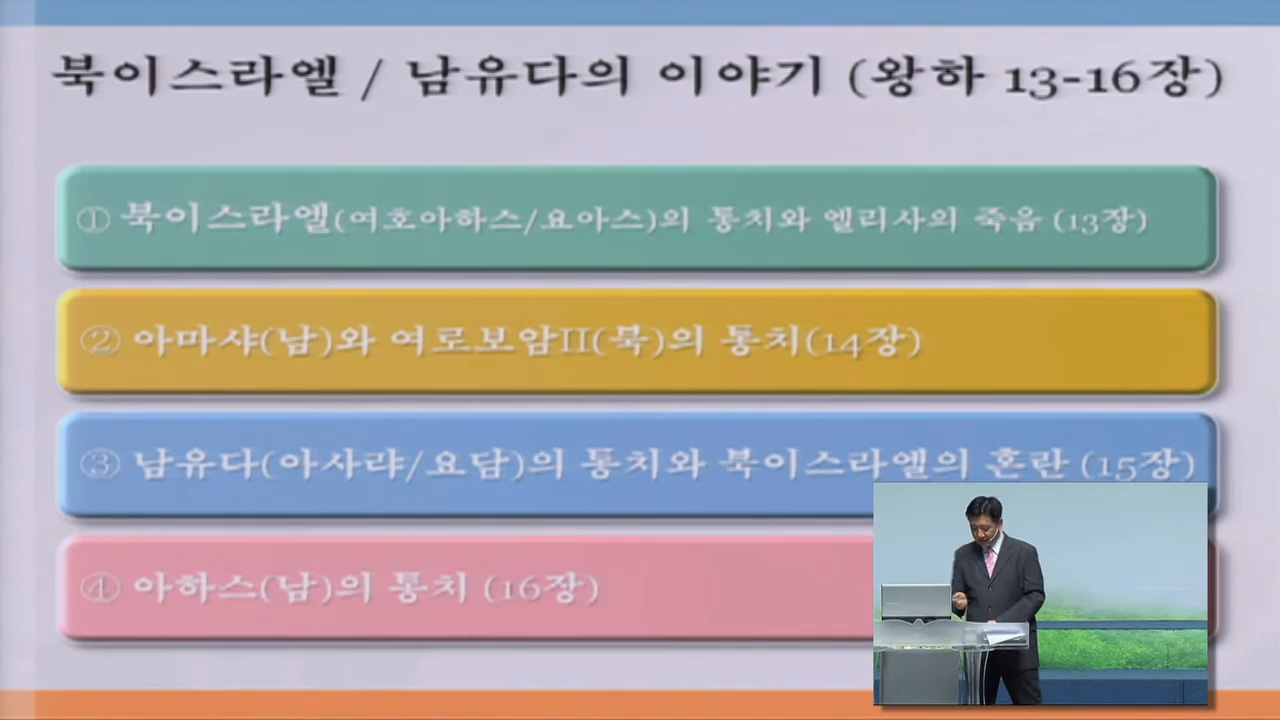 북이스라엘 / 남유다의 이야기 (왕하 13-16장)
① 북이스라엘(여호아하스/요아스)의 통치와 엘리사의 죽음 (13장)
② 아마샤(남)와 여로보암II(북)의 통치(14장)
③ 남유다(아사랴/요담)의 통치와 북이스라엘의 혼란 (15장)
④ 아하스(남)의 통치 (16장)